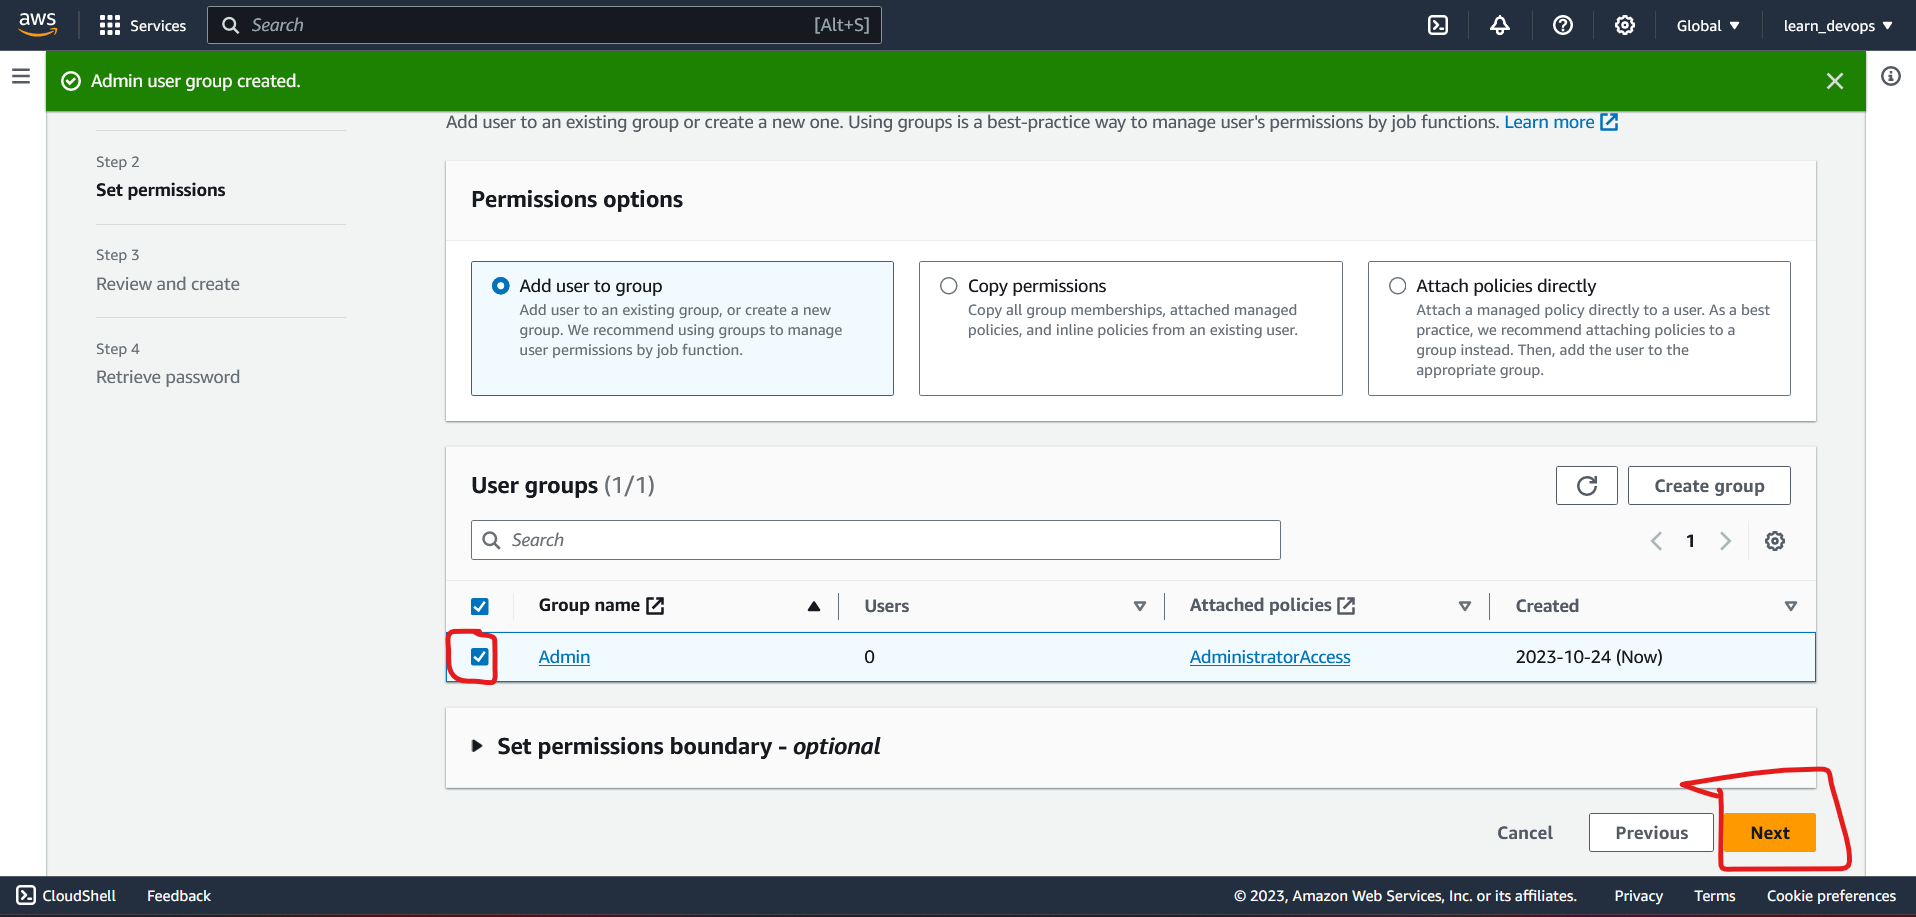 aws
Services
Search
[Alt+S]
Global
learn_devops
Admin user group created.
Add user to an existing group or create a new one. Using groups is a best-practice way to manage user's permissions by job functions. Learn more
Step 2
Set permissions
Step 3
Review and create
Step 4
Retrieve password
Permissions options
Add user to group
Add user to an existing group, or create a new
group. We recommend using groups to manage
user permissions by job function.
Copy permissions
Copy all group memberships, attached managed
policies, and inline policies from an existing user.
Attach policies directly
Attach a managed policy directly to a user. As a best
practice, we recommend attaching policies to a
group instead. Then, add the user to the
appropriate group.
User groups (1/1)
Create group
Search
1
Group name
Users
Attached policies
Created
Admin
0
AdministratorAccess
2023-10-24 (Now)
Set permissions boundary - optional
Cancel
Previous
Next
CloudShell
Feedback
© 2023, Amazon Web Services, Inc. or its affiliates.
Privacy
Terms
Cookie preferences